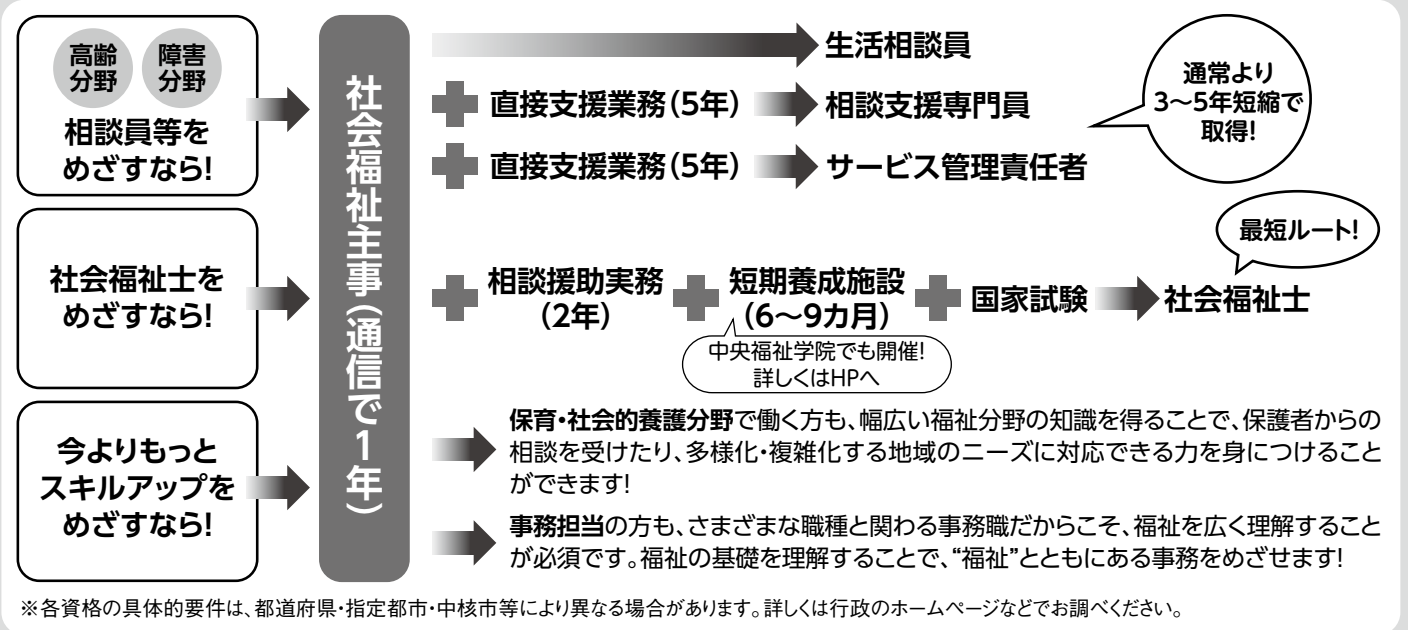 高齢
分野
障害
分野
相談員等を
めざすなら!
社会福祉士を
めざすなら!
今よりもっと
スキルアップを
めざすなら!
社会福祉主事(通信で1年)
生活相談員
直接支援業務(5年)
相談支援専門員
直接支援業務(5年)
サービス管理責任者
通常より
3〜5年短縮で
取得!
相談援助実務
(2年)
短期養成施設
(6〜9カ月)
中央福祉学院でも開催!
詳しくはHPへ
国家試験
社会福祉士
最短ルート!
保育・社会的養護分野で働く方も、幅広い福祉分野の知識を得ることで、保護者からの
相談を受けたり、多様化・複雑化する地域のニーズに対応できる力を身につけること
ができます!
事務担当の方も、さまざまな職種と関わる事務職だからこそ、福祉を広く理解すること
が必須です。福祉の基礎を理解することで、“福祉”とともにある事務をめざせます!
※各資格の具体的要件は、都道府県・指定都市・中核市等により異なる場合があります。詳しくは行政のホームページなどでお調べください。